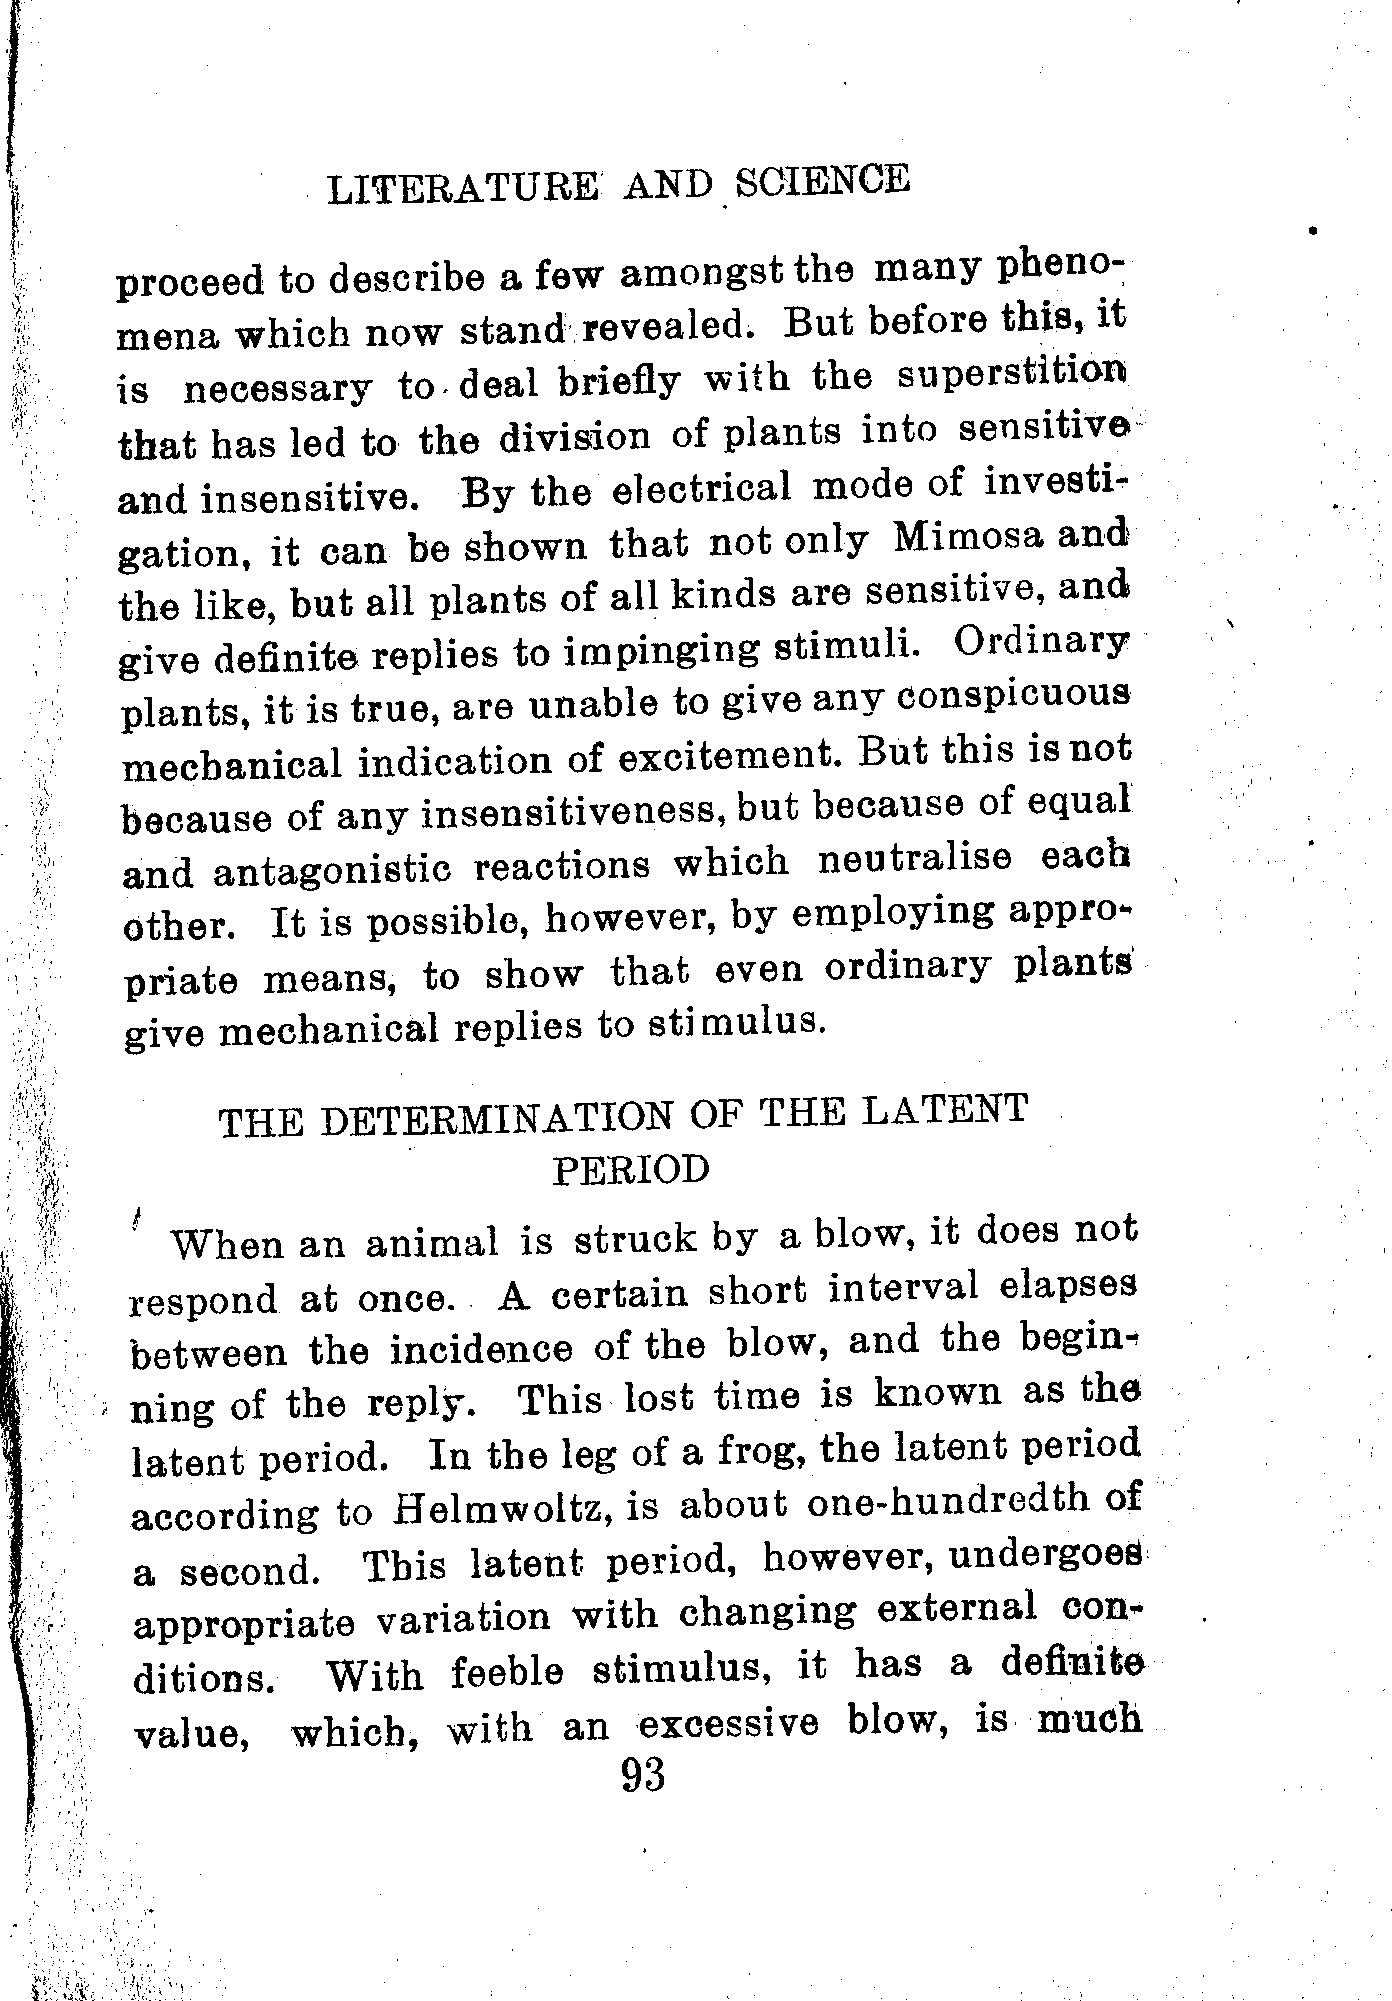 LITERATURE AND SCIENCE
proceed to describe a few amongst the many pheno-
mena which now stand revealed. But before this, it
is necessary to deal briefly with the superstition
that has led to the division of plants into sensitive
and insensitive. By the electrical mode of investi-
gation, it can be shown that not only Mimosa and
the like, but all plants of all kinds are sensitive, and
give definite replies to impinging stimuli. Ordinary
plants, it is true, are unable to give any conspicuous
mechanical indication of excitement. But this is not
because of any insensitiveness, but because of equal
and antagonistic reactions which neutralise each
other. It is possible, however, by employing appro-
priate means, to show that even ordinary plants
give mechanical replies to stimulus.
THE DETERMINATION OF THE LATENT
PERIOD
When an animal is struck by a blow, it does not
respond at once. A certain short interval elapses
between the incidence of the blow, and the begin-
ning of the reply. This lost time is known as the
latent period. In the leg of a frog, the latent period
according to Helmwoltz, is about one-hundredth of
a second. This latent period, however, undergoes
appropriate variation with changing external con-
ditions. With feeble stimulus, it has a definite
value, which, with an excessive blow, is much
93